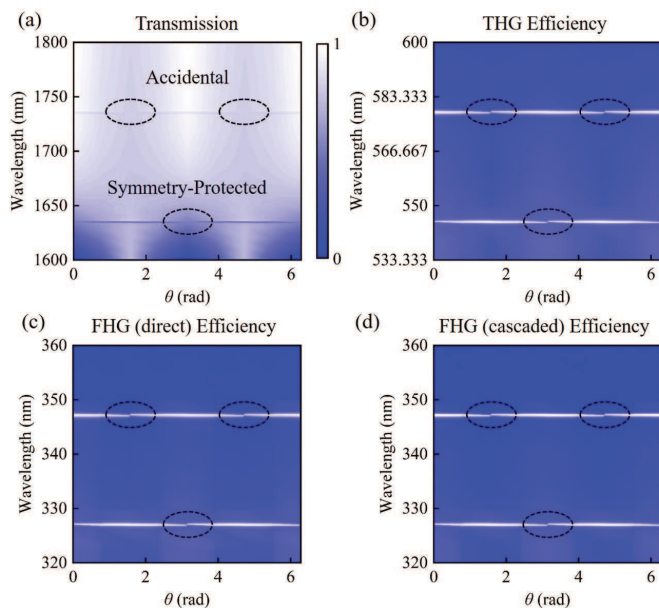 (a) Transmission
Wavelength (nm)
1800
1750
1700
1650
1600
Accidental
Symmetry-Protected
0 2 4 6
θ (rad)
1
0
(b) THG Efficiency
Wavelength (nm)
600
583.333
566.667
550
533.333
0 2 4 6
θ (rad)
(c) FHG (direct) Efficiency
Wavelength (nm)
360
350
340
330
320
0 2 4 6
θ (rad)
(d) FHG (cascaded) Efficiency
Wavelength (nm)
360
350
340
330
320
0 2 4 6
θ (rad)